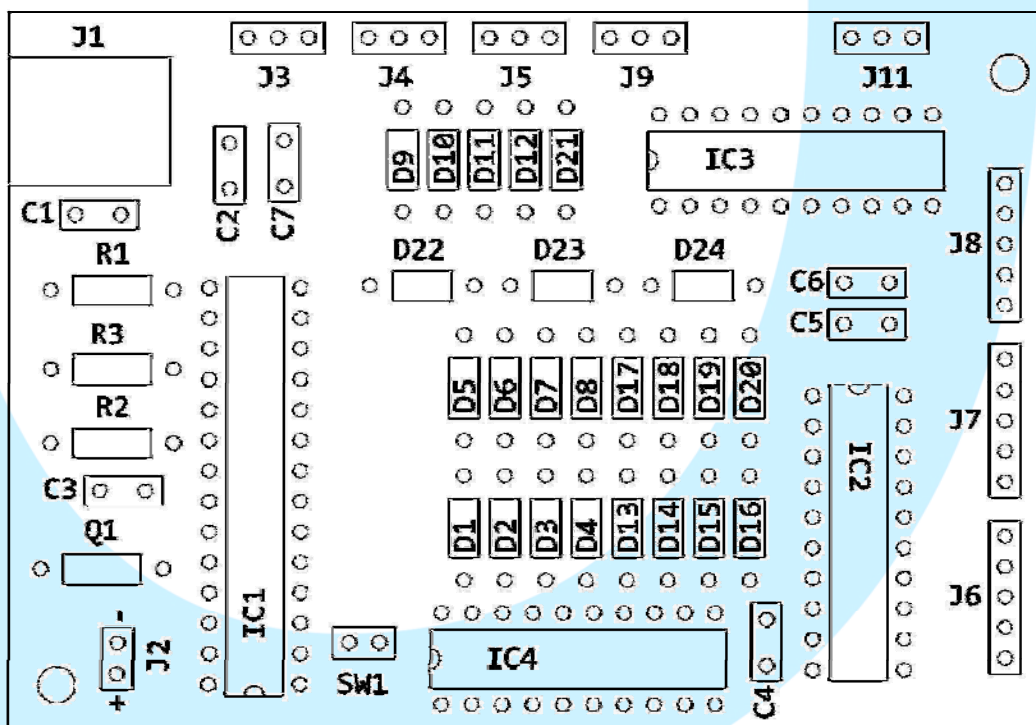 J1
J3
J4
J5
J9
J11
D9
D10
D11
D12
D21
IC3
C1
C2
C7
J8
R1
D22
D23
D24
C6
C5
R3
D5
D6
D7
D8
D17
D18
D19
D20
R2
J7
IC2
C3
Q1
D1
D2
D3
D4
D13
D14
D15
D16
IC1
J6
-
J2
+
SW1
IC4
C4